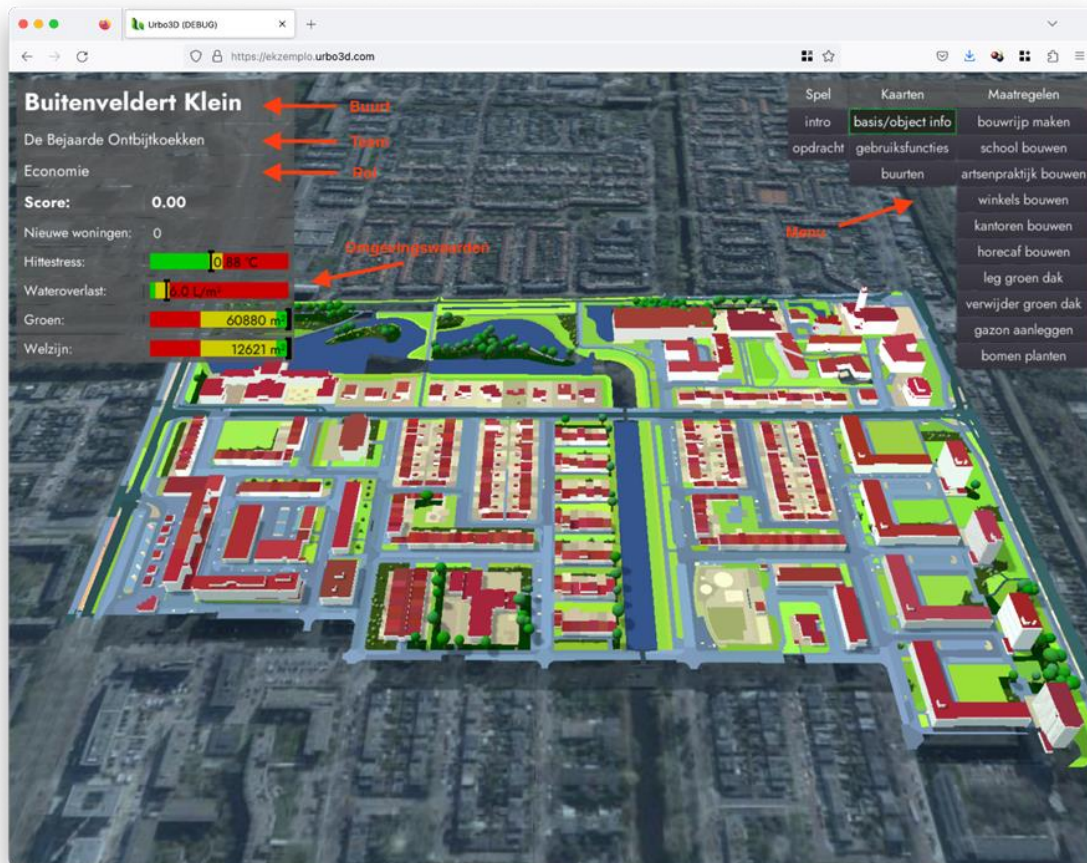 Urbo3D (DEBUG)
https://ekzemplo.urbo3d.com
Buitenveldert Klein
Buurt
De Bejaarde Ontbijtkoekken
Team
Economie
Rol
Score: 0.00
Nieuwe woningen: 0
Omgevingswaarden
Hittestress: 0.88 °C
Wateroverlast: 6.0 L/m²
Groen: 60880 m²
Welzijn: 12621 m²
Menu
Spel Kaarten Maatregelen
intro basis/object info bouwrijp maken
opdracht gebruiksfuncties school bouwen
buurten artsenpraktijk bouwen
winkels bouwen
kantoren bouwen
horecaf bouwen
leg groen dak
verwijder groen dak
gazon aanleggen
bomen planten